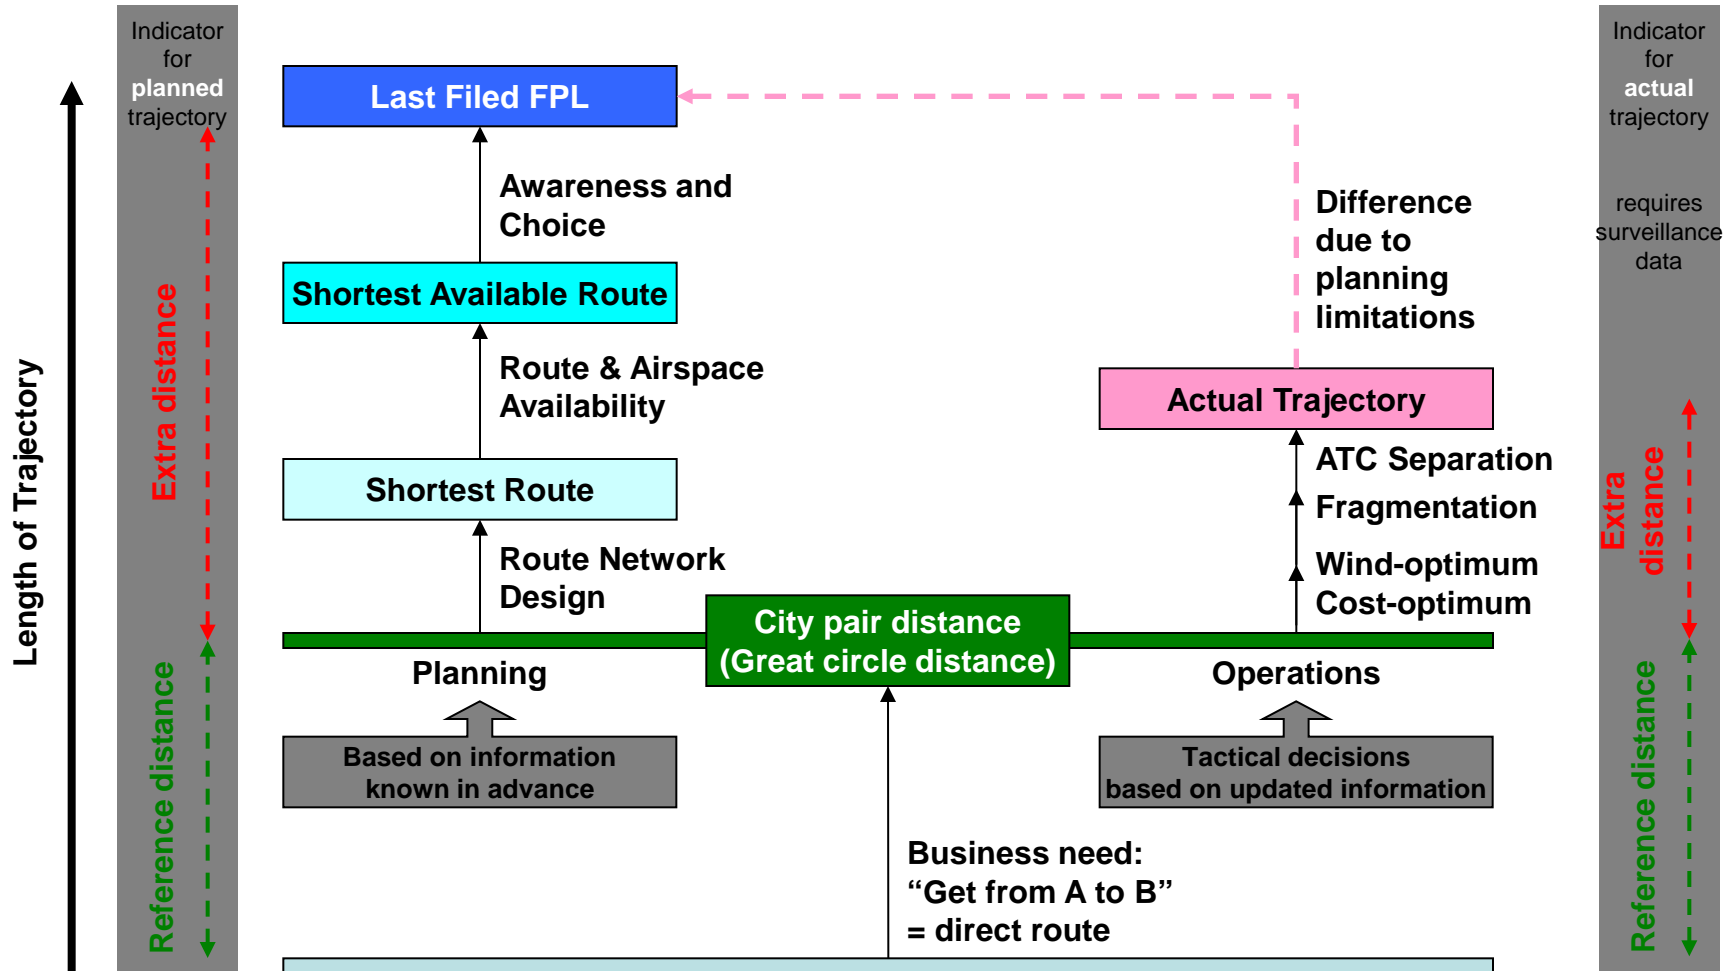 Length of Trajectory
Indicator
for
planned
trajectory
Extra distance
Reference distance
Last Filed FPL
Awareness and
Choice
Shortest Available Route
Route & Airspace
Availability
Shortest Route
Route Network
Design
City pair distance
(Great circle distance)
Planning
Based on information
known in advance
Business need:
“Get from A to B”
= direct route
Difference
due to
planning
limitations
Actual Trajectory
ATC Separation
Fragmentation
Wind-optimum
Cost-optimum
Operations
Tactical decisions
based on updated information
Indicator
for
actual
trajectory
requires
surveillance
data
Extra
distance
Reference distance